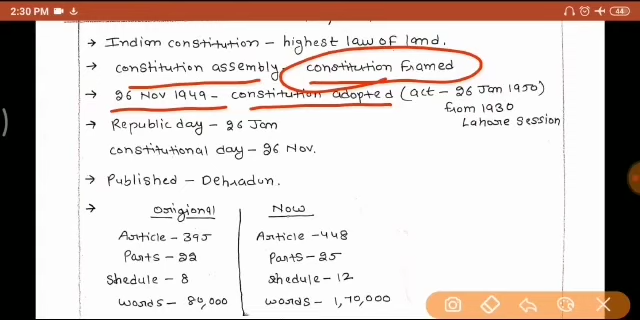 2:30 PM
44
→ Indian constitution – highest law of land.
→ constitution assembly - constitution framed
→ 26 Nov 1949 - constitution adopted (act - 26 Jan 1950)
from 1930
Lahore session
→ Republic day - 26 Jan
constitutional day - 26 Nov.
→ Published - Dehradun.
→ Origional Now
Article - 395 Article - 448
Parts - 22 Parts - 25
Shedule - 8 shedule - 12
words - 80,000 words - 1,70,000